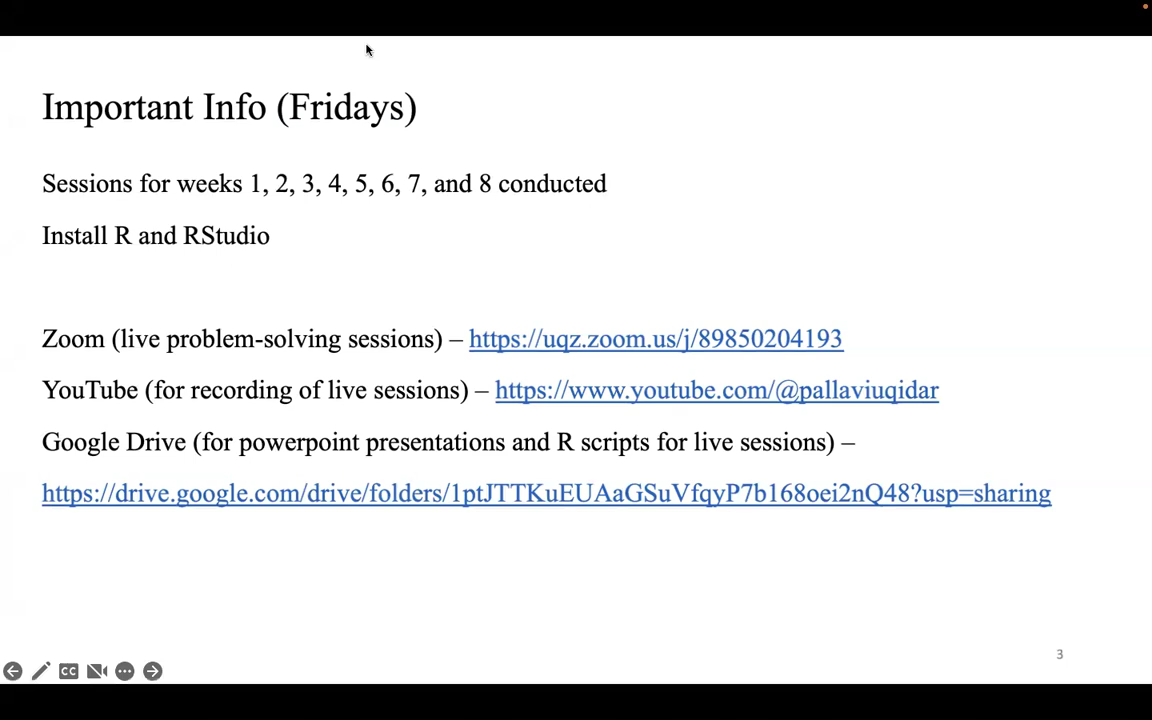 Important Info (Fridays)
Sessions for weeks 1, 2, 3, 4, 5, 6, 7, and 8 conducted
Install R and RStudio
Zoom (live problem-solving sessions) – https://uqz.zoom.us/j/89850204193
YouTube (for recording of live sessions) – https://www.youtube.com/@pallaviuqidar
Google Drive (for powerpoint presentations and R scripts for live sessions) –
https://drive.google.com/drive/folders/1ptJTTKuEUAaGSuVfqyP7b168oei2nQ48?usp=sharing
3
CC